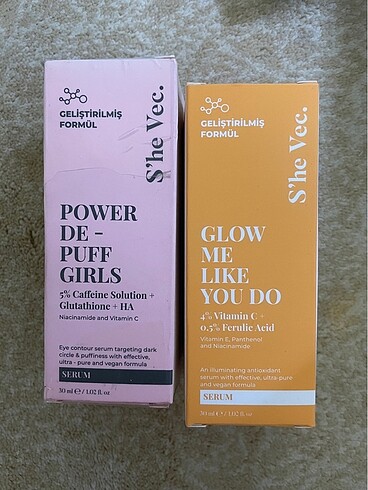 GELİŞTİRİLMİŞ
FORMÜL
S'he Vec.
POWER
DE -
PUFF
GIRLS
5% Caffeine Solution +
Glutathione + HA
Niacinamide and Vitamin C
Eye contour serum targeting dark
circle & puffiness with effective,
ultra - pure and vegan formula
SERUM
30 ml ℮ / 1.02 fl. oz
GELİŞTİRİLMİŞ
FORMÜL
S'he Vec.
GLOW
ME
LIKE
YOU DO
4% Vitamin C +
0.5% Ferulic Acid
Vitamin E, Panthenol
and Niacinamide
An illuminating antioxidant
serum with effective, ultra-pure
and vegan formula
SERUM
30 ml ℮ / 1.02 fl. oz